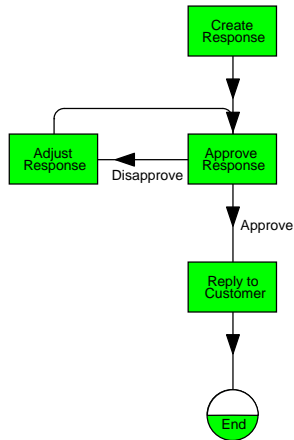 Create
Response
Adjust
Response
Approve
Response
Disapprove
Approve
Reply to
Customer
End